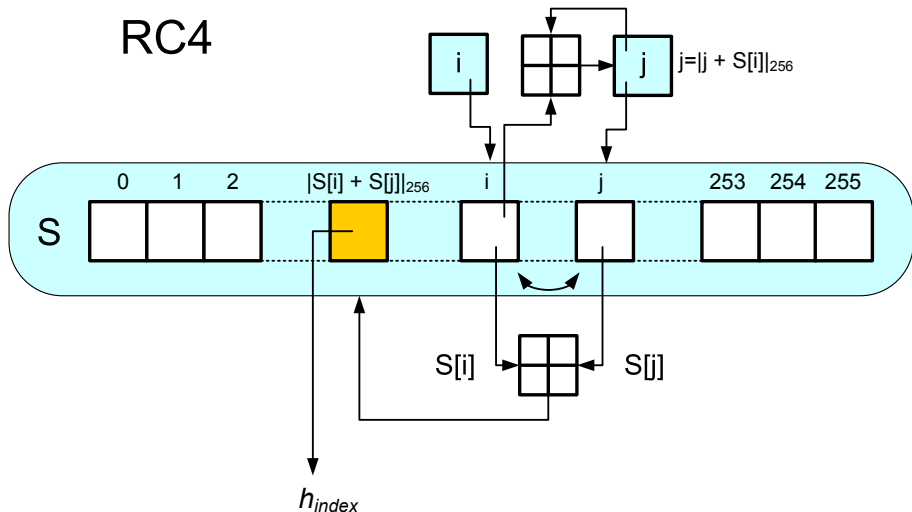 RC4
i
j
j=|j + S[i]|256
0 1 2 |S[i] + S[j]|256 i j 253 254 255
S
S[i]
S[j]
hindex